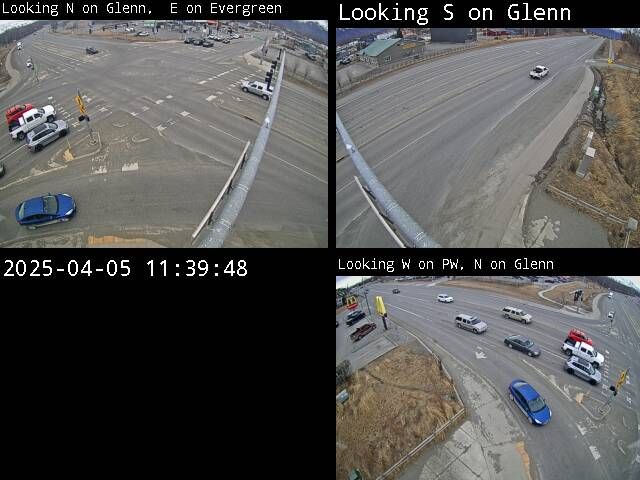 Looking N on Glenn,  E on Evergreen
Looking S on Glenn
2025-04-05 11:39:48
Looking W on PW, N on Glenn